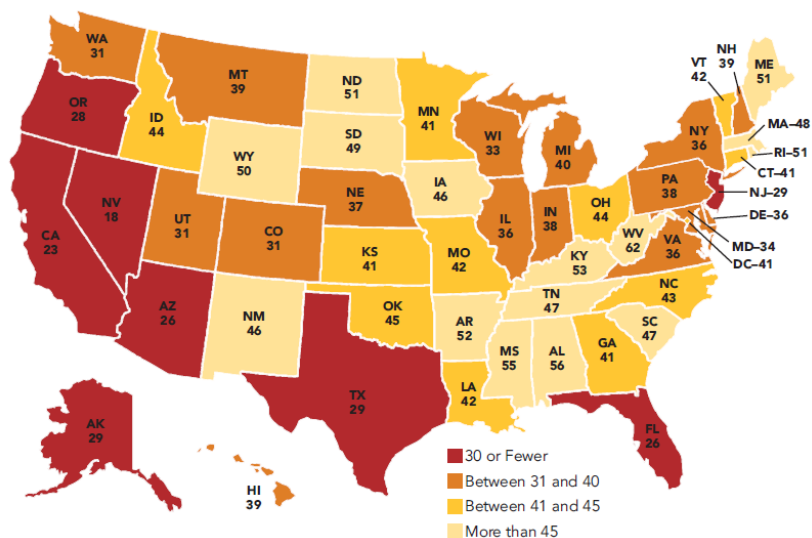 WA
31
OR
28
CA
23
NV
18
ID
44
MT
39
WY
50
UT
31
AZ
26
CO
31
NM
46
ND
51
SD
49
NE
37
KS
41
OK
45
TX
29
MN
41
IA
46
MO
42
AR
52
LA
42
WI
33
IL
36
MI
40
IN
38
OH
44
KY
53
TN
47
MS
55
AL
56
GA
41
FL
26
SC
47
NC
43
VA
36
WV
62
PA
38
NY
36
VT
42
NH
39
ME
51
MA–48
RI–51
CT–41
NJ–29
DE–36
MD–34
DC–41
AK
29
HI
39
30 or Fewer
Between 31 and 40
Between 41 and 45
More than 45